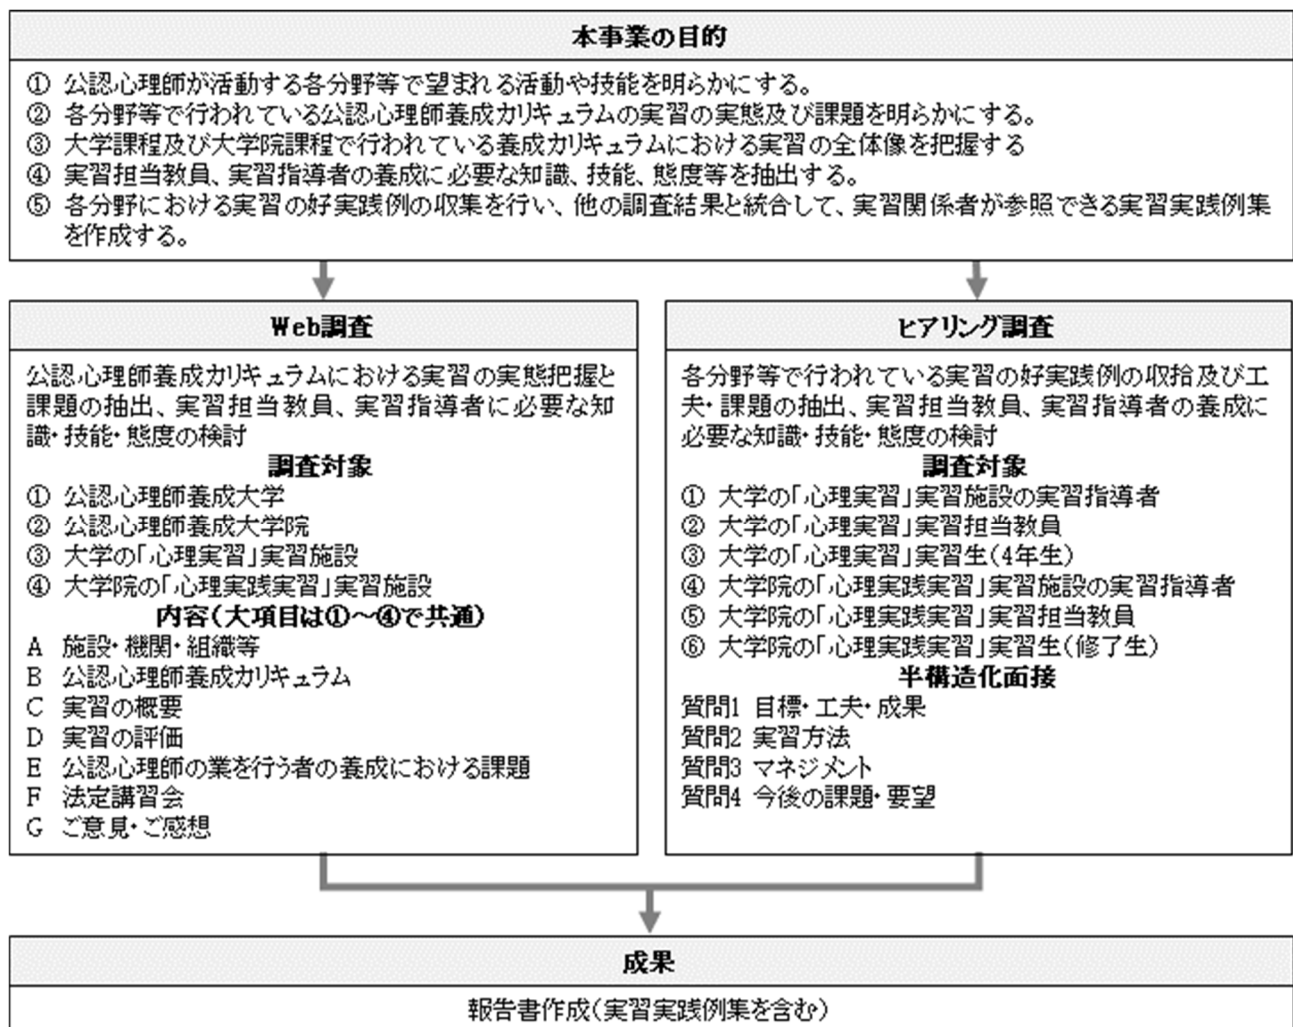 本事業の目的
① 公認心理師が活動する各分野等で望まれる活動や技能を明らかにする。
② 各分野等で行われている公認心理師養成カリキュラムの実習の実態及び課題を明らかにする。
③ 大学課程及び大学院課程で行われている養成カリキュラムにおける実習の全体像を把握する
④ 実習担当教員、実習指導者の養成に必要な知識、技能、態度等を抽出する。
⑤ 各分野における実習の好実践例の収集を行い、他の調査結果と統合して、実習関係者が参照できる実習実践例集
を作成する。
Web調査
公認心理師養成カリキュラムにおける実習の実態把握と
課題の抽出、実習担当教員、実習指導者に必要な知
識・技能・態度の検討
調査対象
① 公認心理師養成大学
② 公認心理師養成大学院
③ 大学の「心理実習」実習施設
④ 大学院の「心理実践実習」実習施設
内容(大項目は①～④で共通)
A 施設・機関・組織等
B 公認心理師養成カリキュラム
C 実習の概要
D 実習の評価
E 公認心理師の業を行う者の養成における課題
F 法定講習会
G ご意見・ご感想
ヒアリング調査
各分野等で行われている実習の好実践例の収拾及び工
夫・課題の抽出、実習担当教員、実習指導者の養成に
必要な知識・技能・態度の検討
調査対象
① 大学の「心理実習」実習施設の実習指導者
② 大学の「心理実習」実習担当教員
③ 大学の「心理実習」実習生(4年生)
④ 大学院の「心理実践実習」実習施設の実習指導者
⑤ 大学院の「心理実践実習」実習担当教員
⑥ 大学院の「心理実践実習」実習生(修了生)
半構造化面接
質問1 目標・工夫・成果
質問2 実習方法
質問3 マネジメント
質問4 今後の課題・要望
成果
報告書作成(実習実践例集を含む)